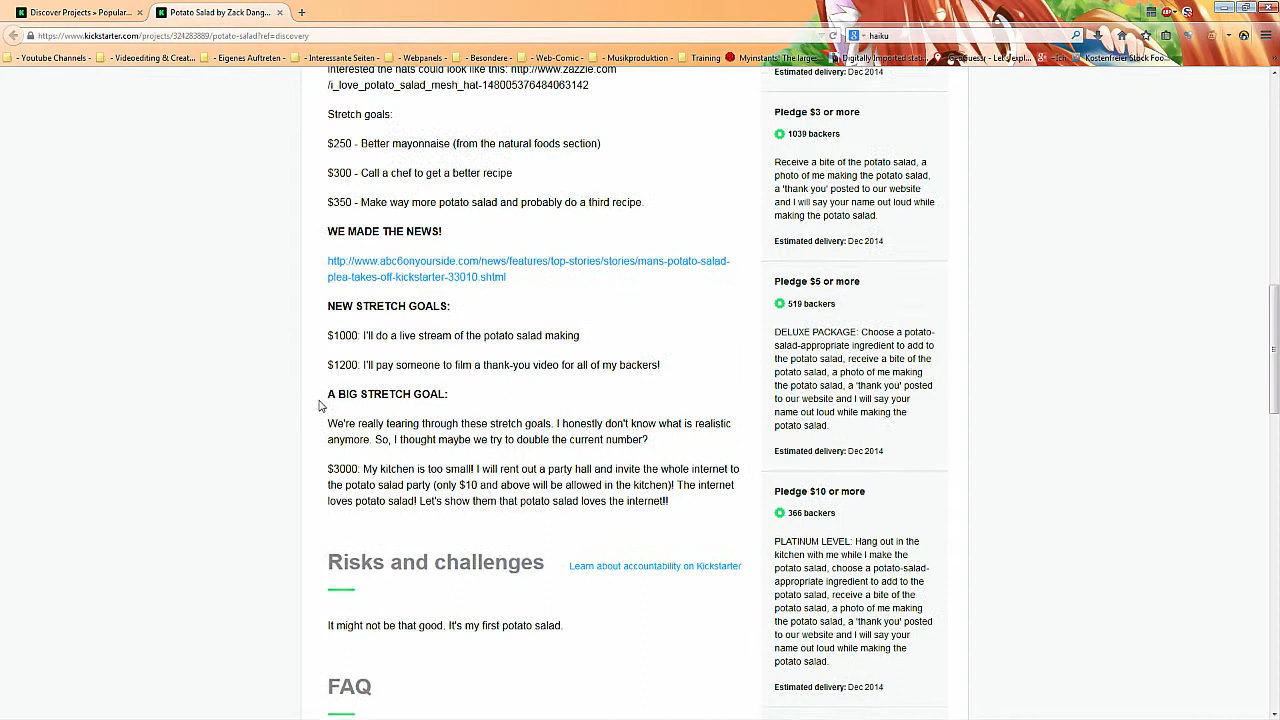 Discover Projects » Popular...
Potato Salad by Zack Dang...
https://www.kickstarter.com/projects/324283889/potato-salad?ref=discovery
haiku
- Youtube Channels -
- Video Editing & Creat...
- Eigene Auftritte -
- Interessante Seiten -
- Webpanels -
- Besondere -
- Web-Comic -
- Musikproduktion -
Training
Myinstants: The larges...
Digitally Imported stati...
GeoGuessr - Let's expl...
Kostenfreier Stock Foo...
interested the hats could look like this: http://www.zazzle.com
/i_love_potato_salad_mesh_hat-148005376484063142
Stretch goals:
$250 - Better mayonnaise (from the natural foods section)
$300 - Call a chef to get a better recipe
$350 - Make way more potato salad and probably do a third recipe.
WE MADE THE NEWS!
http://www.abc6onyourside.com/news/features/top-stories/stories/mans-potato-salad-
plea-takes-off-kickstarter-33010.shtml
NEW STRETCH GOALS:
$1000: I'll do a live stream of the potato salad making
$1200: I'll pay someone to film a thank-you video for all of my backers!
A BIG STRETCH GOAL:
We're really tearing through these stretch goals. I honestly don't know what is realistic
anymore. So, I thought maybe we try to double the current number?
$3000: My kitchen is too small! I will rent out a party hall and invite the whole internet to
the potato salad party (only $10 and above will be allowed in the kitchen)! The internet
loves potato salad! Let's show them that potato salad loves the internet!!
Risks and challenges
Learn about accountability on Kickstarter
It might not be that good. It's my first potato salad.
FAQ
Estimated delivery: Dec 2014
Pledge $3 or more
1039 backers
Receive a bite of the potato salad, a
photo of me making the potato salad,
a 'thank you' posted to our website
and I will say your name out loud while
making the potato salad.
Estimated delivery: Dec 2014
Pledge $5 or more
519 backers
DELUXE PACKAGE: Choose a potato-
salad-appropriate ingredient to add to
the potato salad, receive a bite of the
potato salad, a photo of me making
the potato salad, a 'thank you' posted
to our website and I will say your
name out loud while making the
potato salad.
Estimated delivery: Dec 2014
Pledge $10 or more
366 backers
PLATINUM LEVEL: Hang out in the
kitchen with me while I make the
potato salad, choose a potato-salad-
appropriate ingredient to add to the
potato salad, receive a bite of the
potato salad, a photo of me making
the potato salad, a 'thank you' posted
to our website and I will say your
name out loud while making the
potato salad.
Estimated delivery: Dec 2014